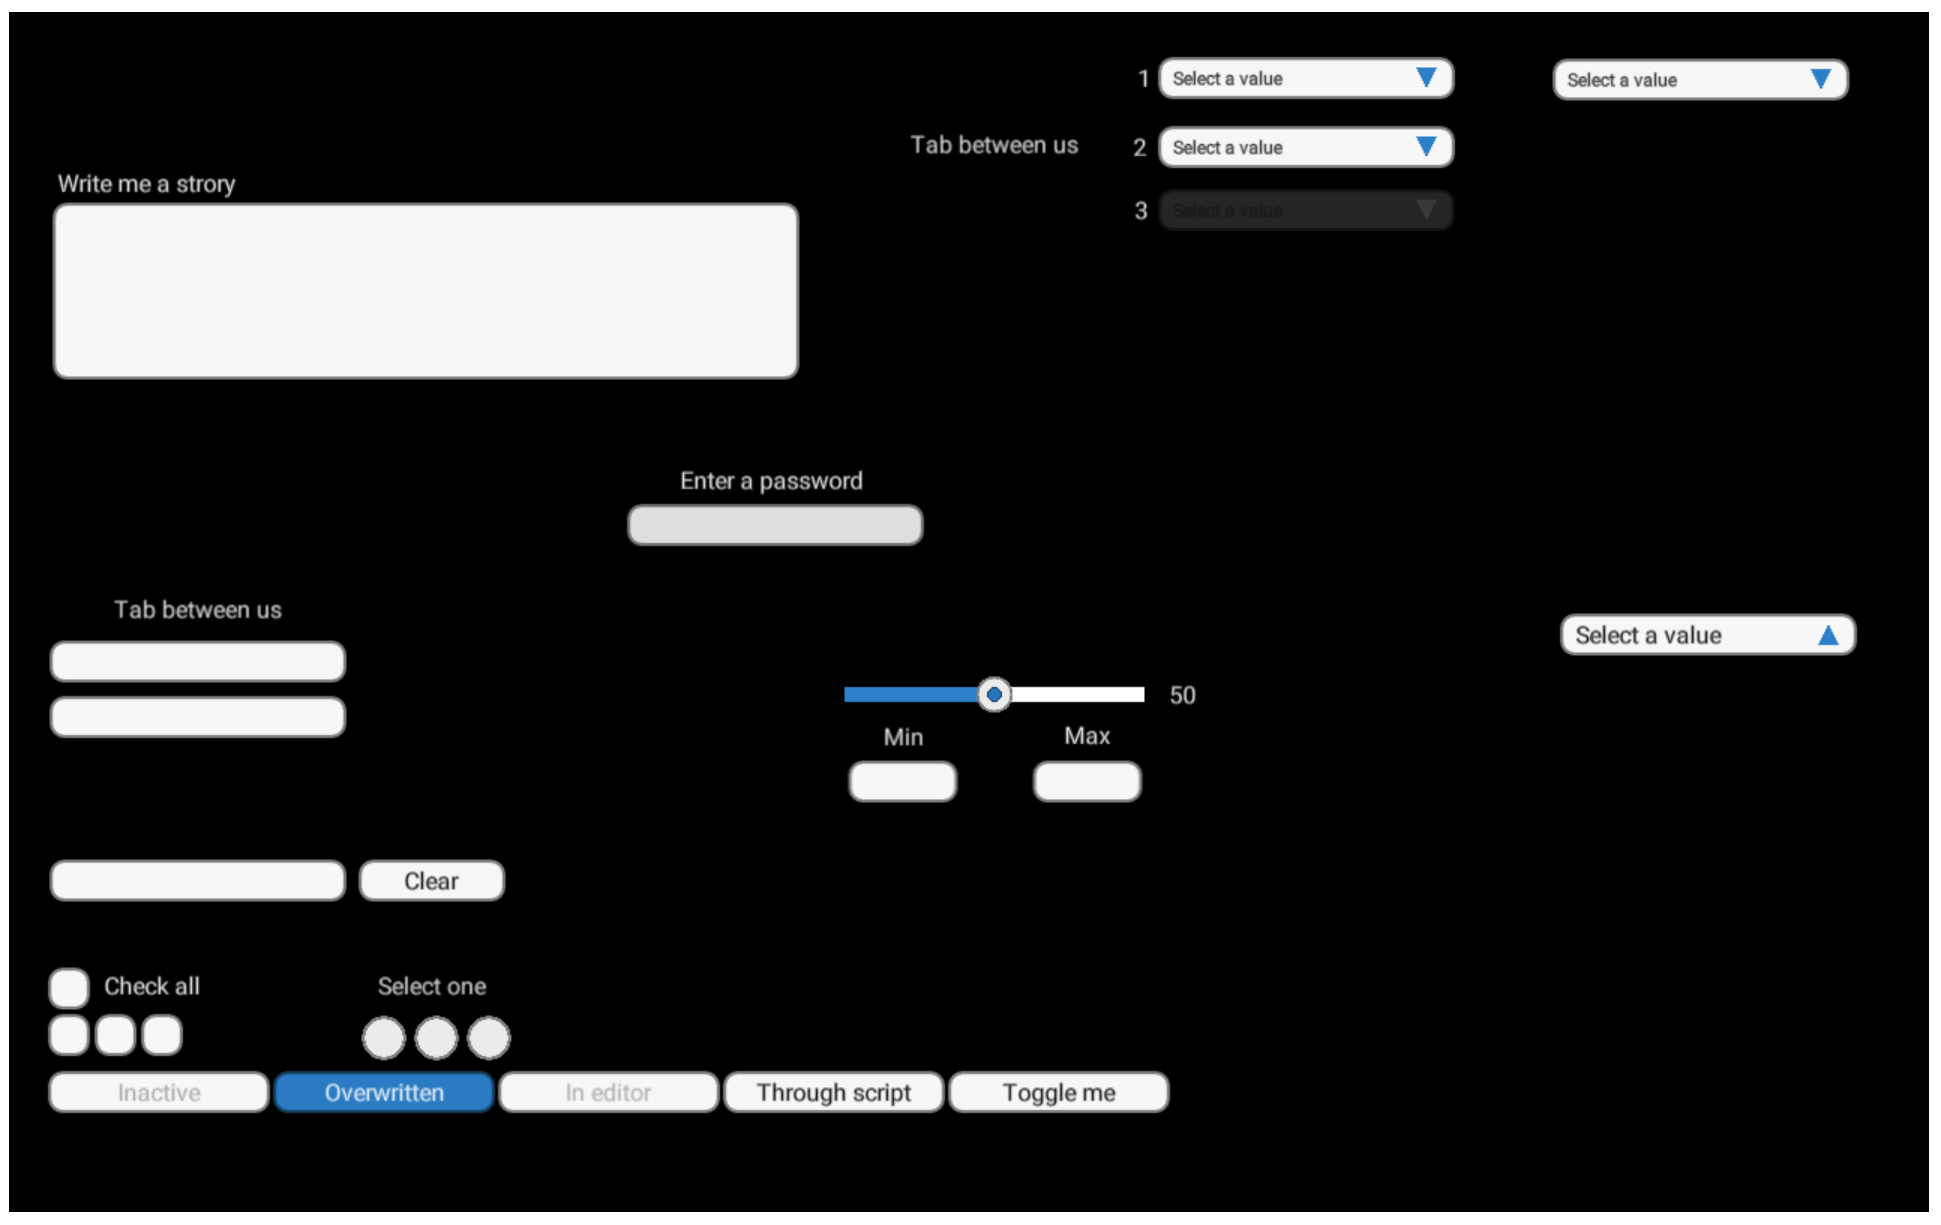 1 Select a value
Select a value
Tab between us 2 Select a value
Write me a strory
3 Select a value
Enter a password
Tab between us
Select a value
50
Min Max
Clear
Check all Select one
Inactive Overwritten In editor Through script Toggle me